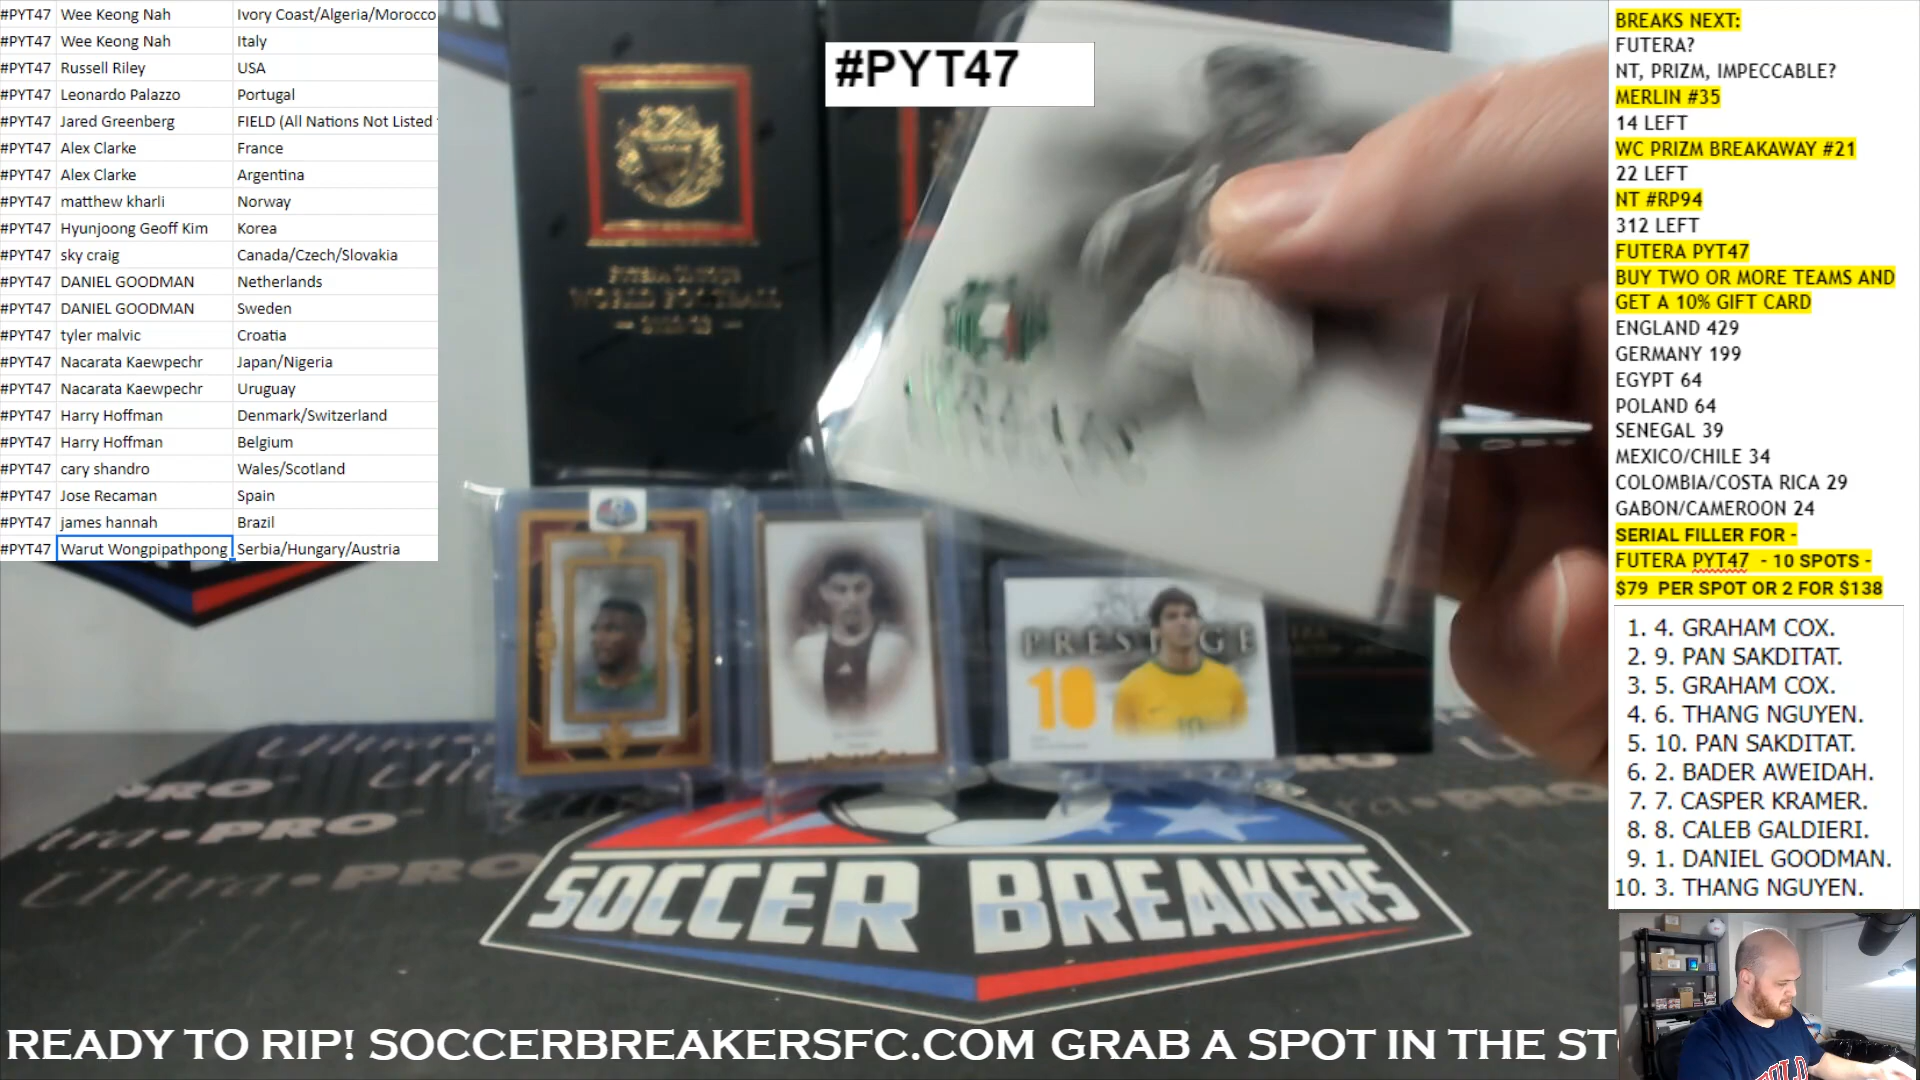 #PYT47 Wee Keong Nah Ivory Coast/Algeria/Morocco
#PYT47 Wee Keong Nah Italy
#PYT47 Russell Riley USA
#PYT47 Leonardo Palazzo Portugal
#PYT47 Jared Greenberg FIELD (All Nations Not Listed
#PYT47 Alex Clarke France
#PYT47 Alex Clarke Argentina
#PYT47 matthew kharli Norway
#PYT47 Hyunjoong Geoff Kim Korea
#PYT47 sky craig Canada/Czech/Slovakia
#PYT47 DANIEL GOODMAN Netherlands
#PYT47 DANIEL GOODMAN Sweden
#PYT47 tyler malvic Croatia
#PYT47 Nacarata Kaewpechr Japan/Nigeria
#PYT47 Nacarata Kaewpechr Uruguay
#PYT47 Harry Hoffman Denmark/Switzerland
#PYT47 Harry Hoffman Belgium
#PYT47 cary shandro Wales/Scotland
#PYT47 Jose Recaman Spain
#PYT47 james hannah Brazil
#PYT47 Warut Wongpipathpong Serbia/Hungary/Austria
#PYT47
WORLD FOOTBALL
PRESTIGE
10
SOCCER BREAKERS
Ultra•PRO
BREAKS NEXT:
FUTERA?
NT, PRIZM, IMPECCABLE?
MERLIN #35
14 LEFT
WC PRIZM BREAKAWAY #21
22 LEFT
NT #RP94
312 LEFT
FUTERA PYT47
BUY TWO OR MORE TEAMS AND
GET A 10% GIFT CARD
ENGLAND 429
GERMANY 199
EGYPT 64
POLAND 64
SENEGAL 39
MEXICO/CHILE 34
COLOMBIA/COSTA RICA 29
GABON/CAMEROON 24
SERIAL FILLER FOR -
FUTERA PYT47 - 10 SPOTS -
$79 PER SPOT OR 2 FOR $138
1. 4. GRAHAM COX.
2. 9. PAN SAKDITAT.
3. 5. GRAHAM COX.
4. 6. THANG NGUYEN.
5. 10. PAN SAKDITAT.
6. 2. BADER AWEIDAH.
7. 7. CASPER KRAMER.
8. 8. CALEB GALDIERI.
9. 1. DANIEL GOODMAN.
10. 3. THANG NGUYEN.
READY TO RIP! SOCCERBREAKERSFC.COM GRAB A SPOT IN THE ST